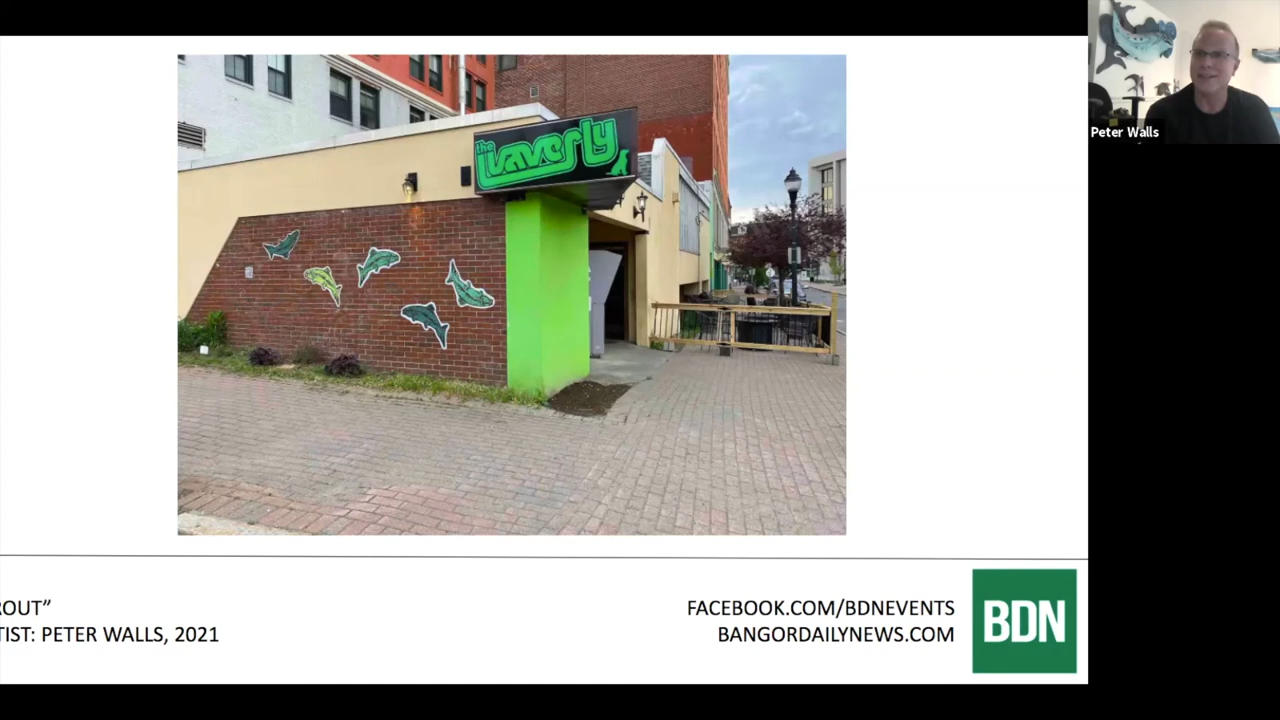 the
Waverly
Peter Walls
ROUT”
TIST: PETER WALLS, 2021
FACEBOOK.COM/BDNEVENTS
BANGORDAILYNEWS.COM
BDN